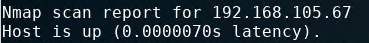 Nmap scan report for 192.168.105.67
Host is up (0.0000070s latency).